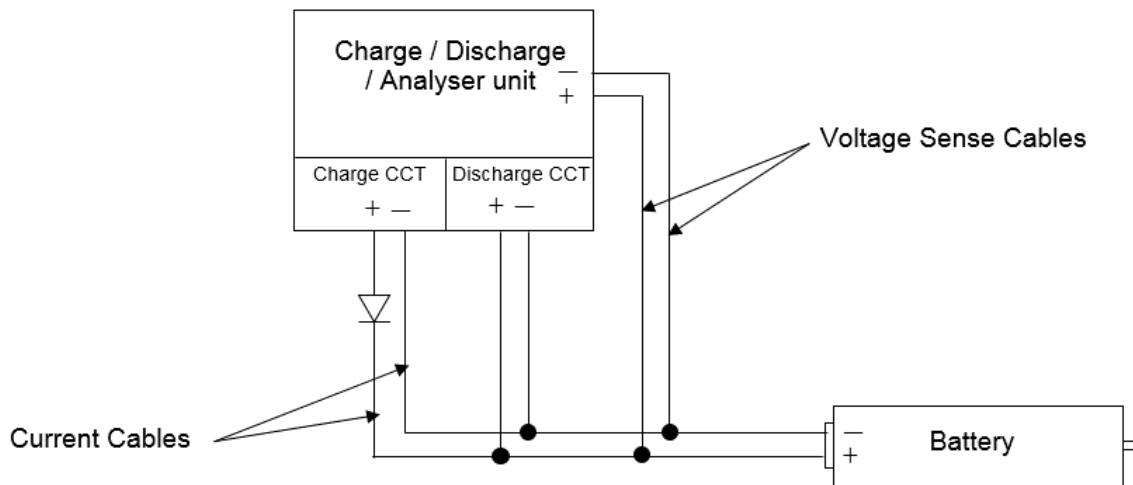 Charge / Discharge
/ Analyser unit
—
+
Voltage Sense Cables
Charge CCT
Discharge CCT
+ —
+ —
Current Cables
—
+
Battery